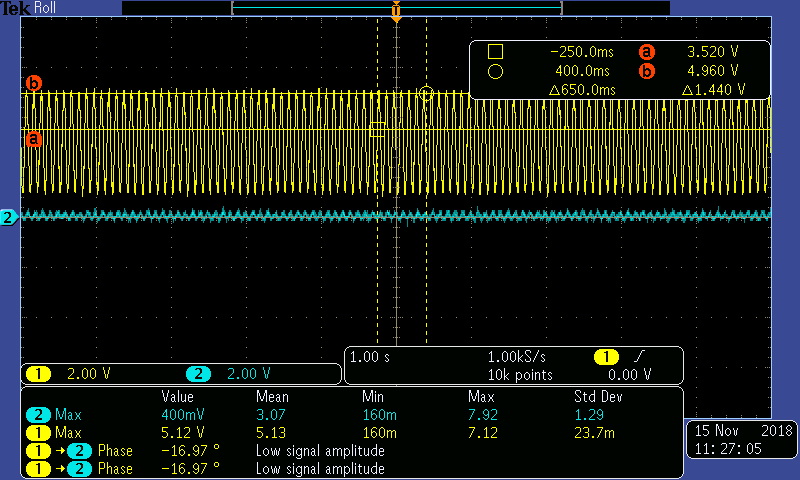 Tek Roll
T
−250.0ms a 3.520 V
400.0ms b 4.960 V
△650.0ms △1.440 V
b
a
2
1 2.00 V 2 2.00 V
1.00 s 1.00kS/s 1
10k points 0.00 V
Value Mean Min Max Std Dev
2 Max 400mV 3.07 160m 7.92 1.29
1 Max 5.12 V 5.13 160m 7.12 23.7m
1 → 2 Phase −16.97 ° Low signal amplitude
1 → 2 Phase −16.97 ° Low signal amplitude
15 Nov 2018
11:27:05